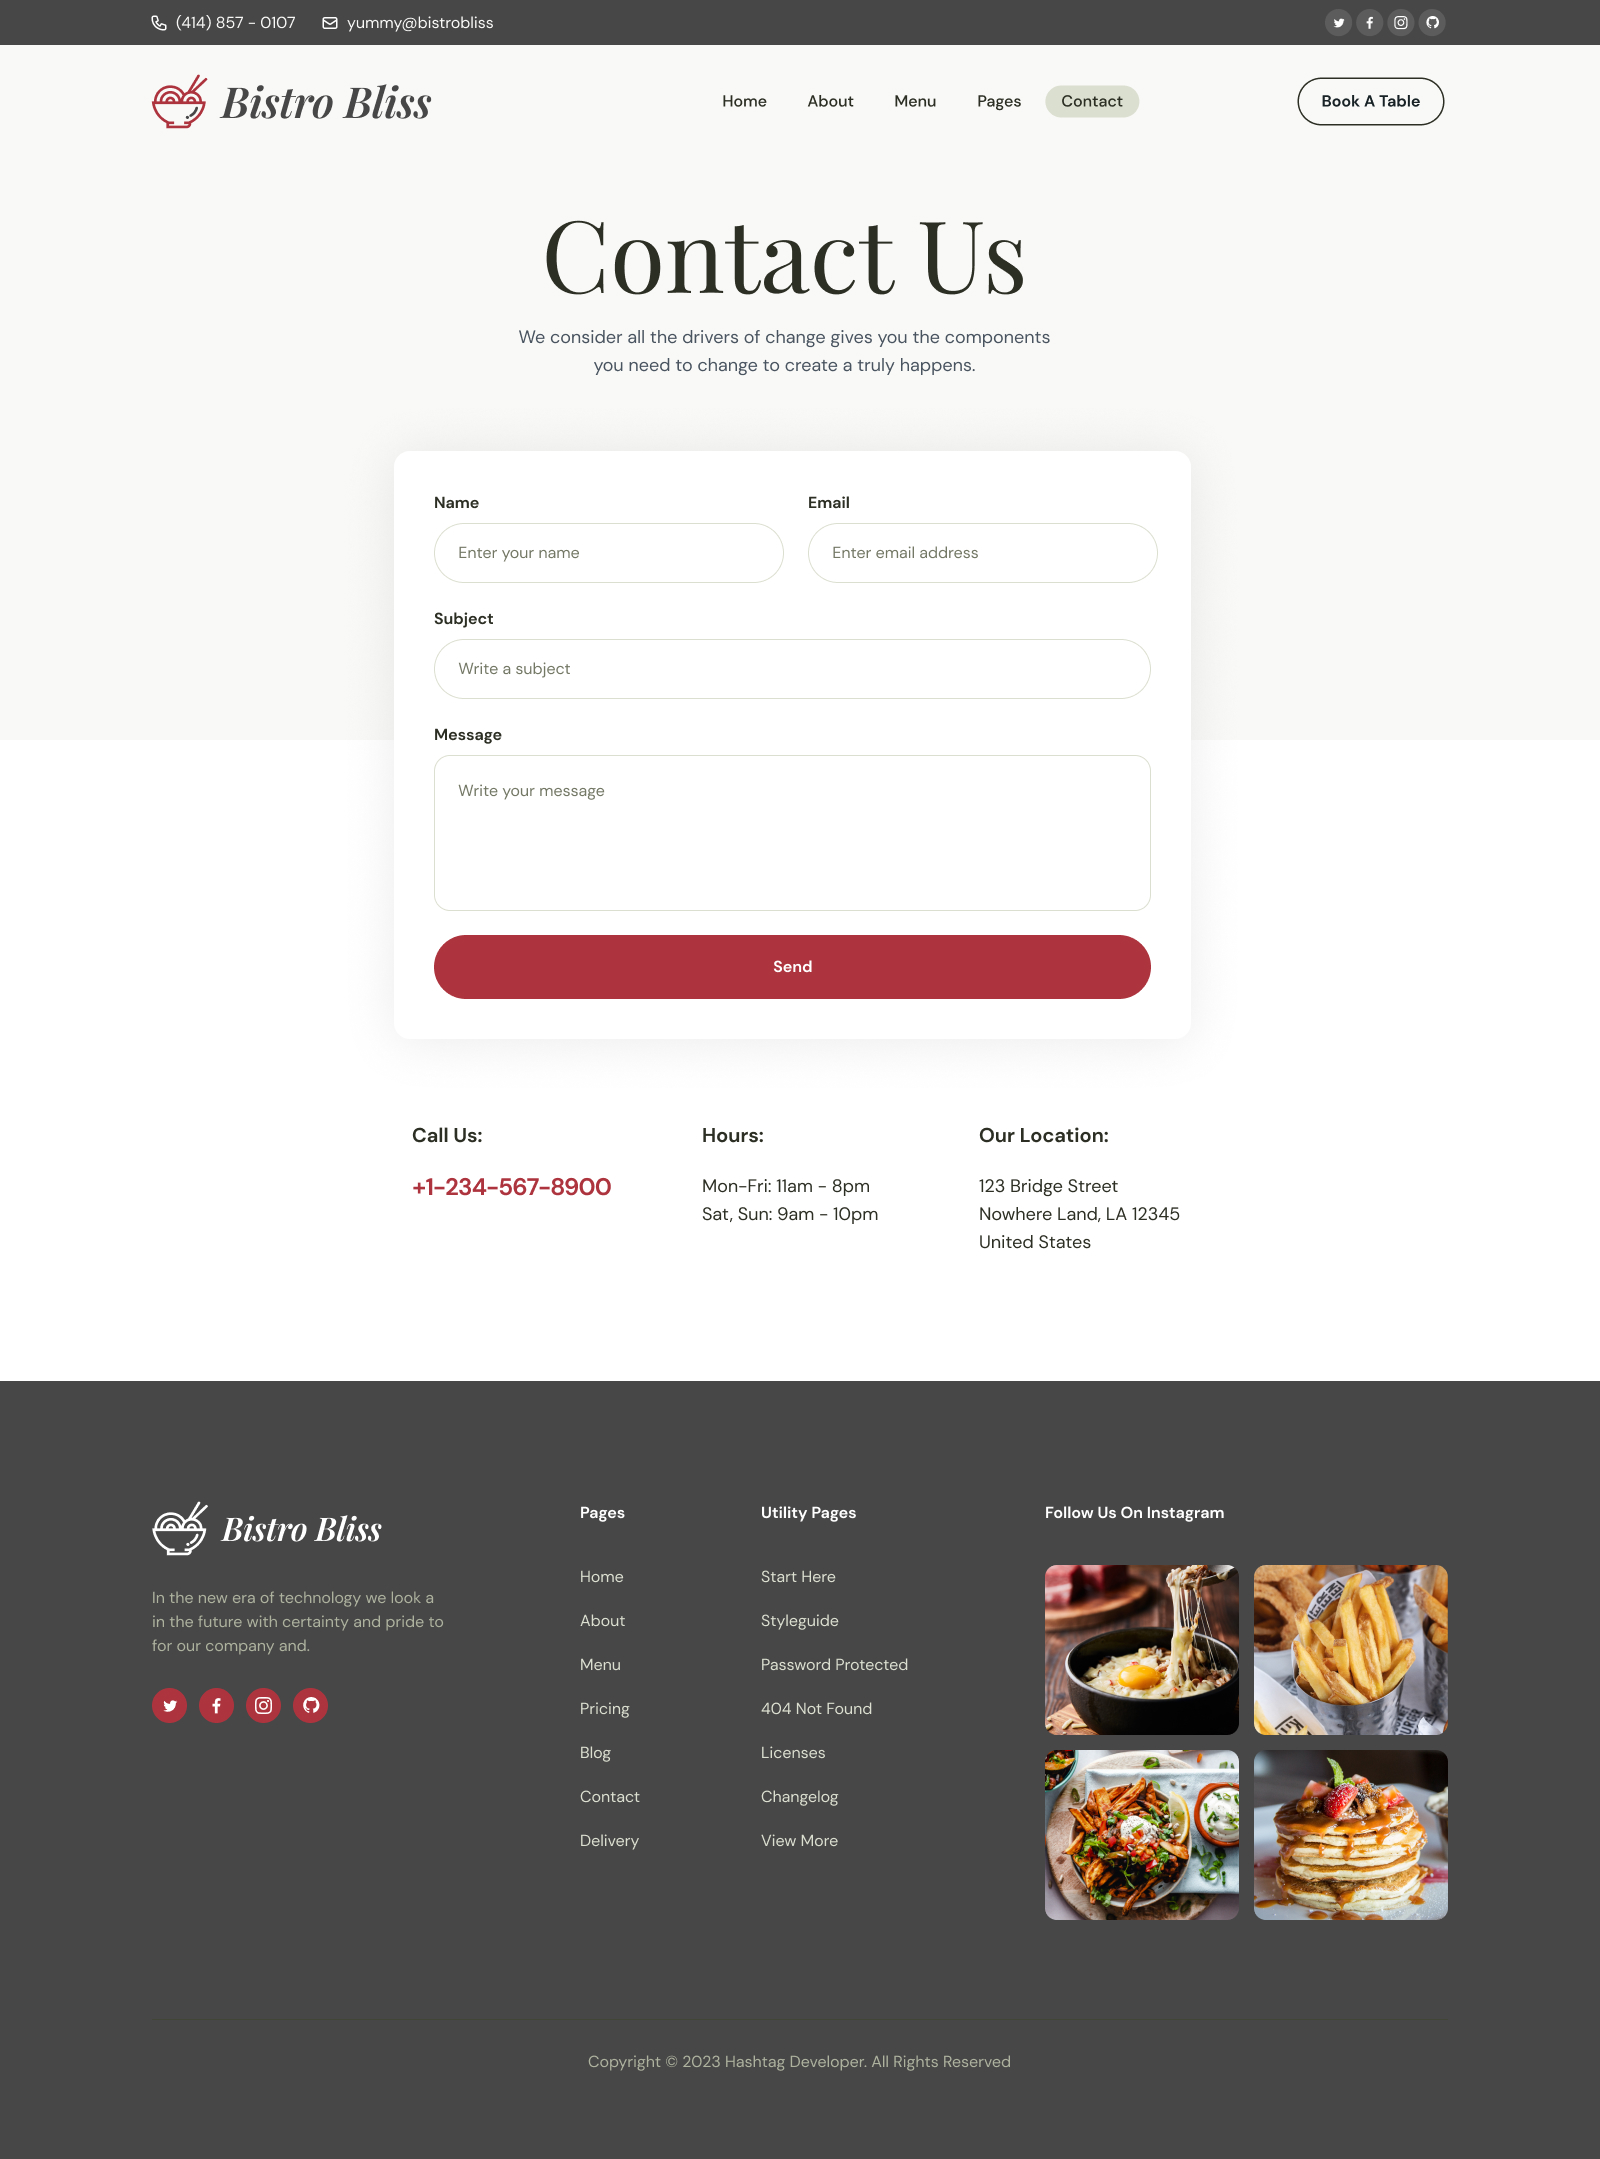 (414) 857 - 0107 yummy@bistrobliss
Bistro Bliss
Home About Menu Pages Contact
Book A Table
Contact Us
We consider all the drivers of change gives you the components
you need to change to create a truly happens.
Name Email
Enter your name Enter email address
Subject
Write a subject
Message
Write your message
Send
Call Us:
+1-234-567-8900
Hours:
Mon-Fri: 11am - 8pm
Sat, Sun: 9am - 10pm
Our Location:
123 Bridge Street
Nowhere Land, LA 12345
United States
Bistro Bliss
In the new era of technology we look a
in the future with certainty and pride to
for our company and.
Pages
Home
About
Menu
Pricing
Blog
Contact
Delivery
Utility Pages
Start Here
Styleguide
Password Protected
404 Not Found
Licenses
Changelog
View More
Follow Us On Instagram
Copyright © 2023 Hashtag Developer. All Rights Reserved